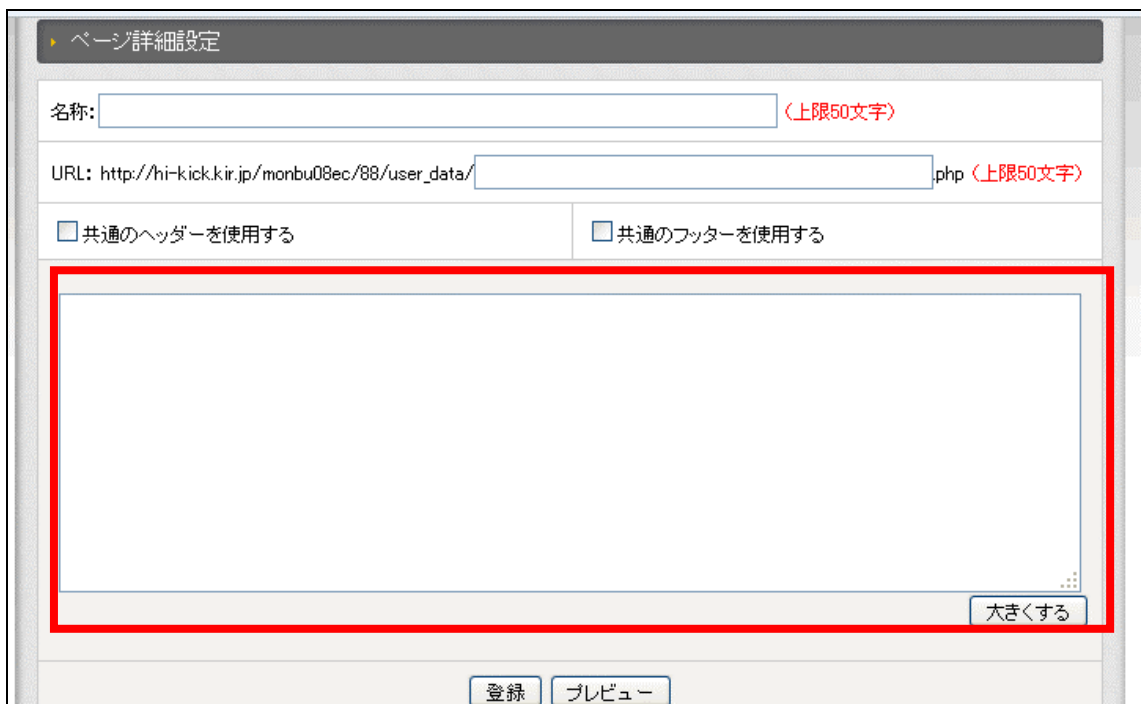 ページ詳細設定
名称: (上限50文字)
URL: http://hi-kick.kir.jp/monbu08ec/88/user_data/ .php (上限50文字)
共通のヘッダーを使用する 共通のフッターを使用する
大きくする
登録 プレビュー